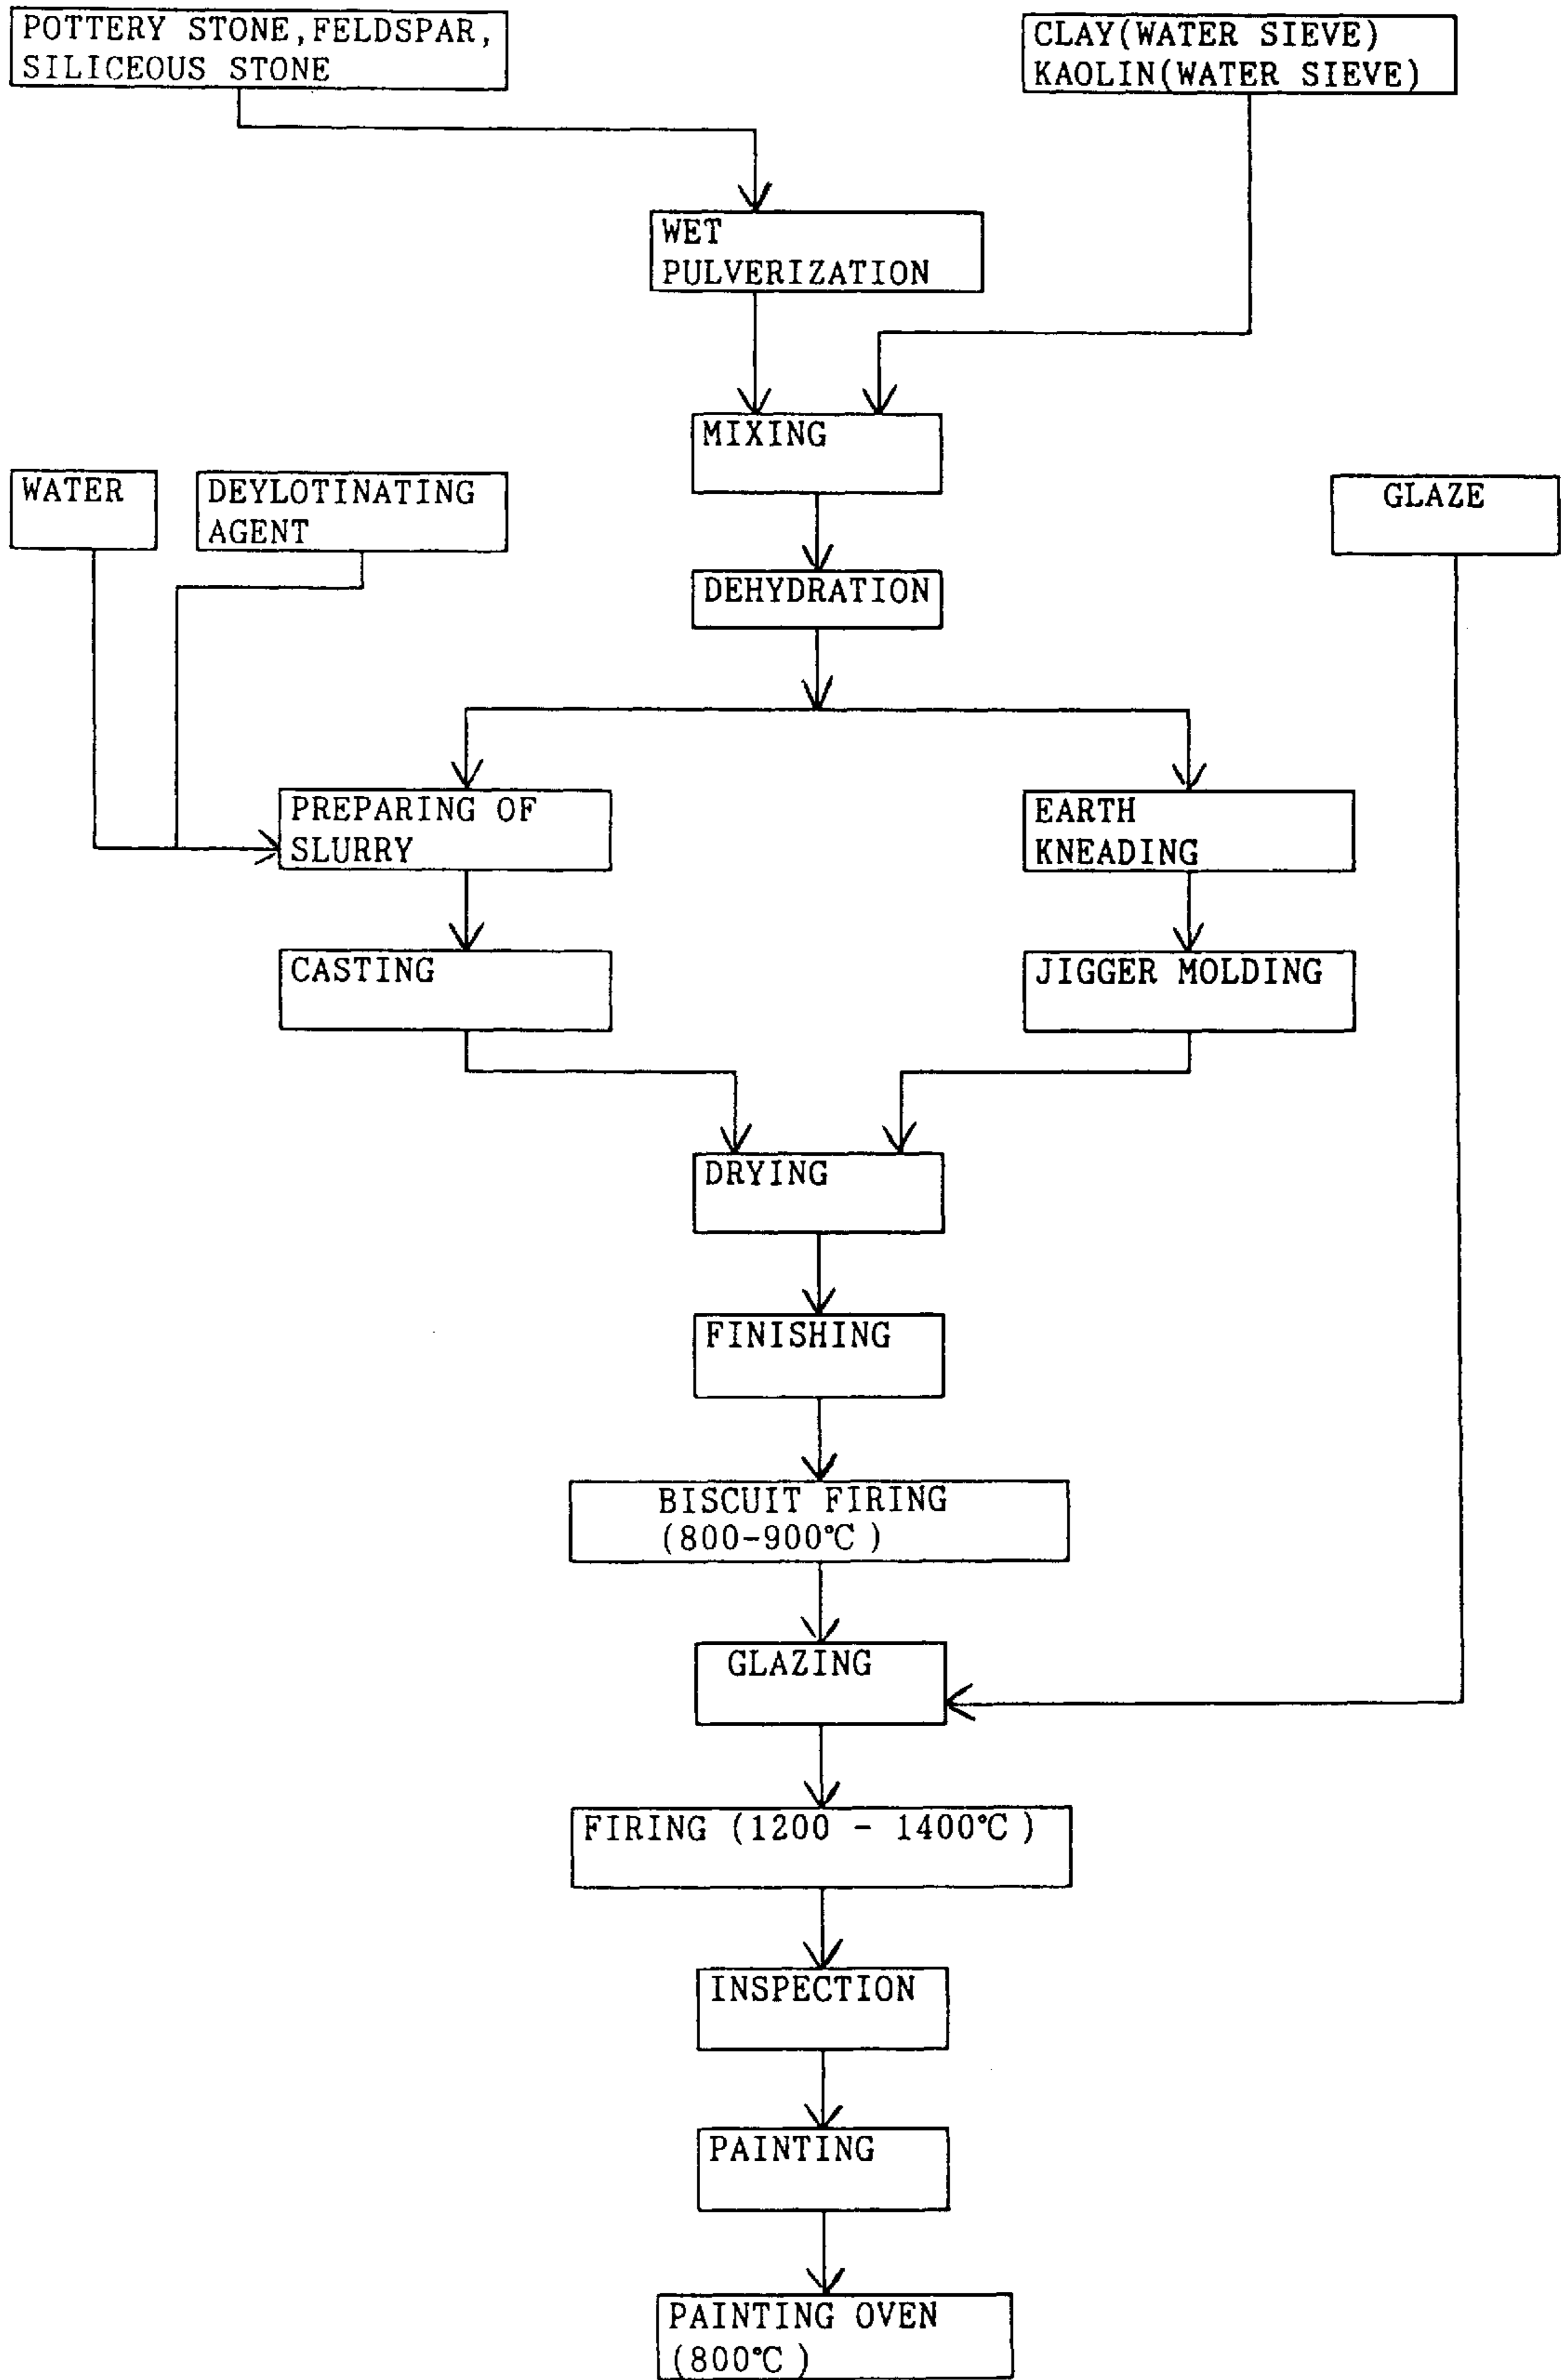 POTTERY STONE, FELDSPAR,
SILICEOUS STONE
CLAY(WATER SIEVE)
KAOLIN(WATER SIEVE)
WET
PULVERIZATION
MIXING
WATER
DEYLOTINATING
AGENT
GLAZE
DEHYDRATION
PREPARING OF
SLURRY
EARTH
KNEADING
CASTING
JIGGER MOLDING
DRYING
FINISHING
BISCUIT FIRING
(800-900℃)
GLAZING
FIRING (1200 - 1400℃)
INSPECTION
PAINTING
PAINTING OVEN
(800℃)